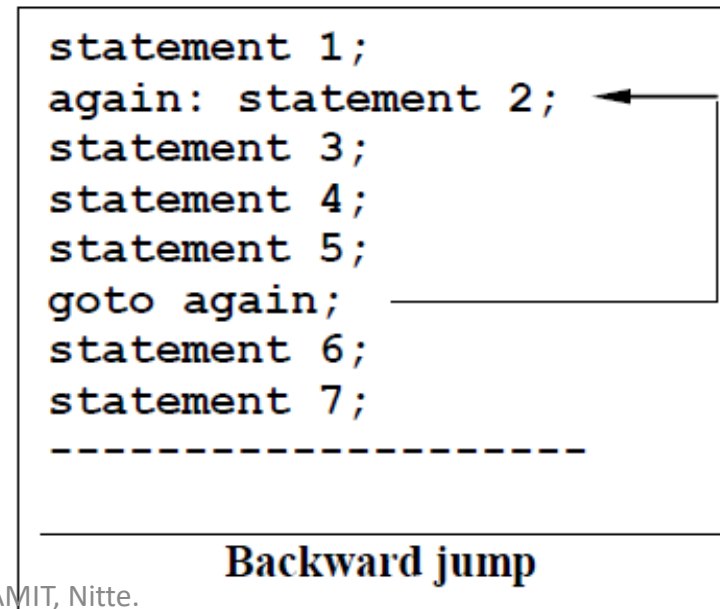 statement 1;
again: statement 2;
statement 3;
statement 4;
statement 5;
goto again;
statement 6;
statement 7;
---------------------
Backward jump
AMIT, Nitte.